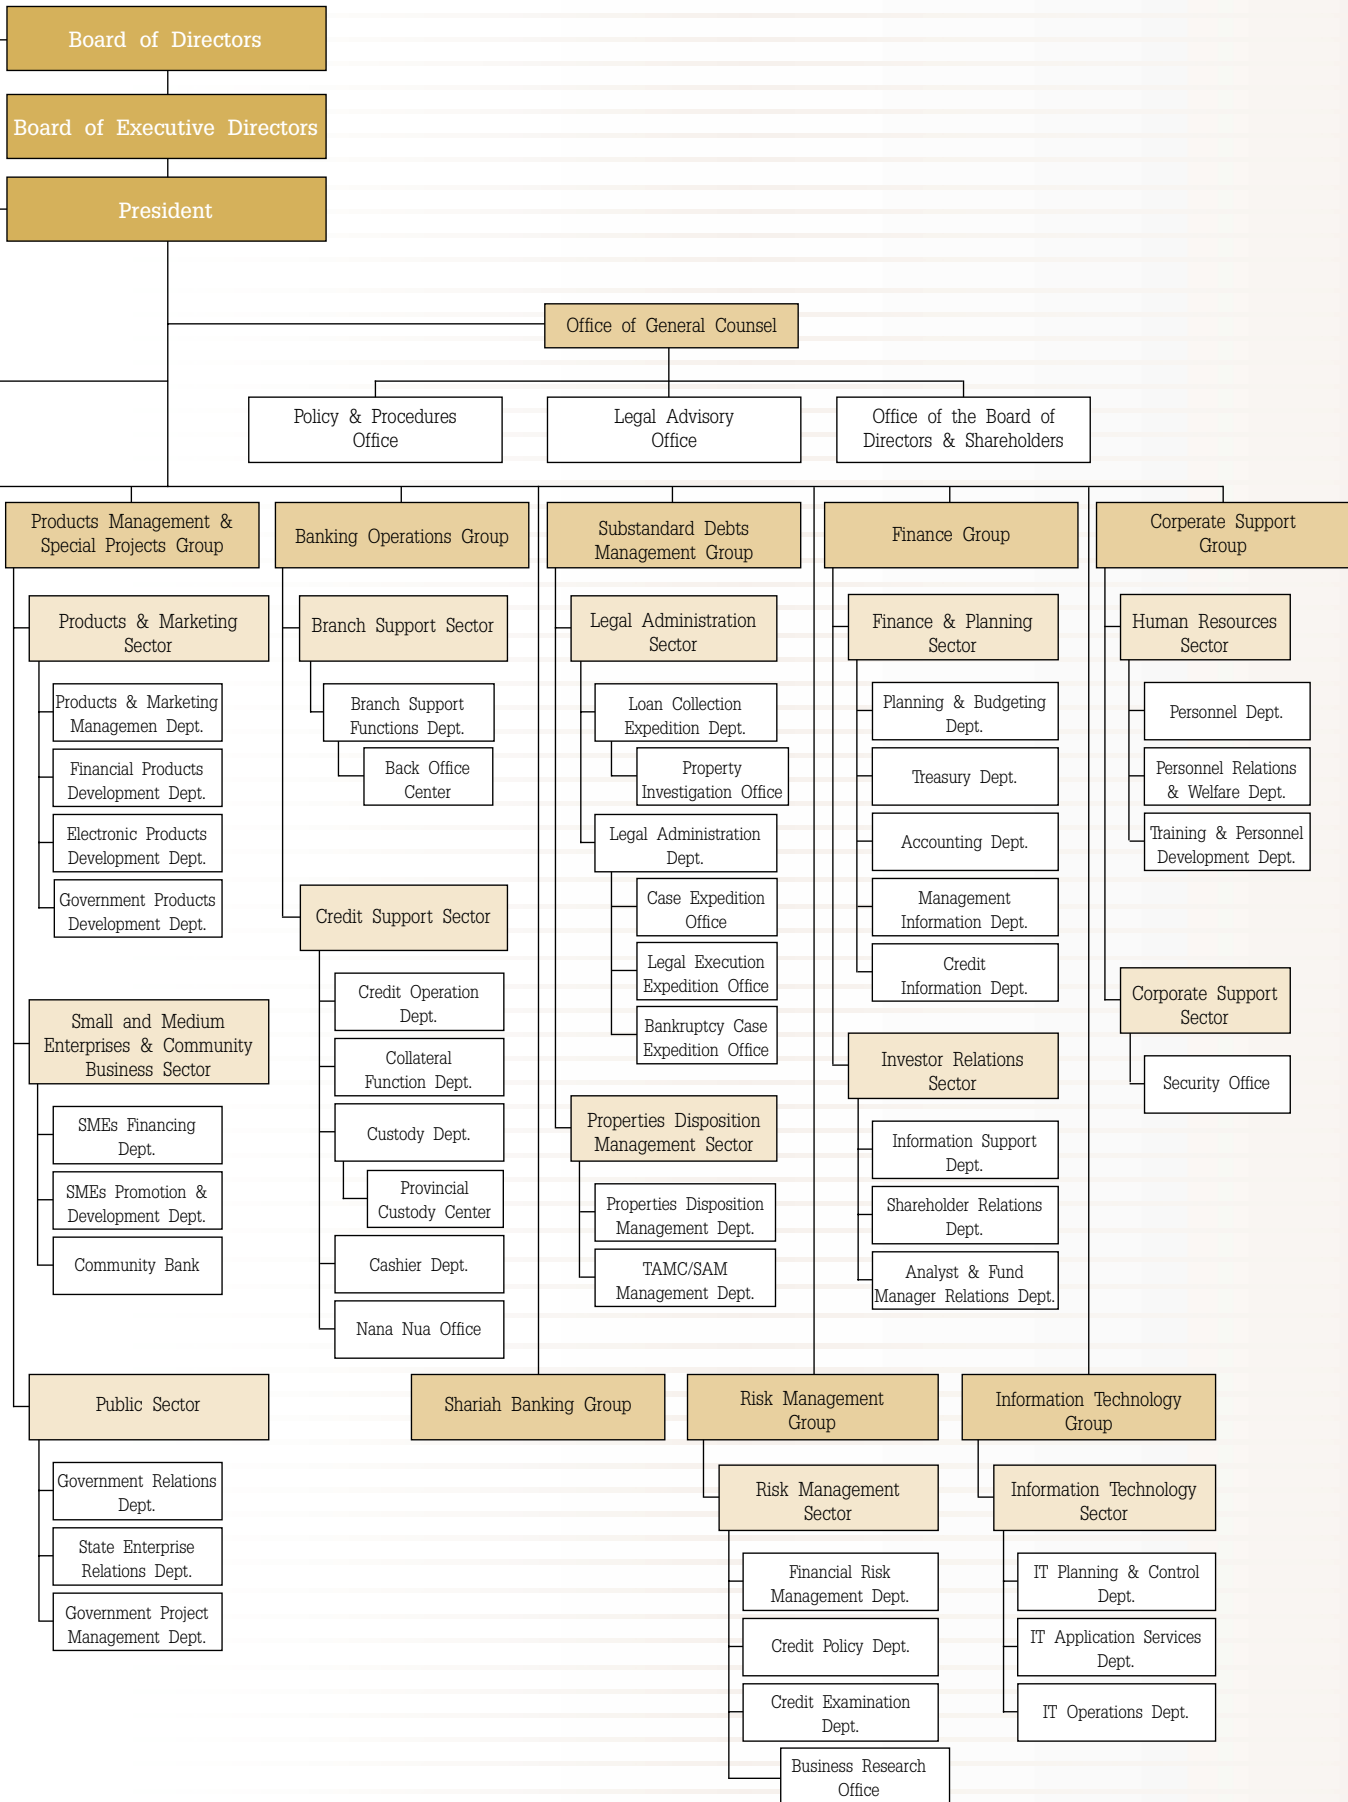 Board of Directors
Board of Executive Directors
President
Office of General Counsel
Policy & Procedures
Office
Legal Advisory
Office
Office of the Board of
Directors & Shareholders
Products Management &
Special Projects Group
Products & Marketing
Sector
Products & Marketing
Managemen Dept.
Financial Products
Development Dept.
Electronic Products
Development Dept.
Government Products
Development Dept.
Small and Medium
Enterprises & Community
Business Sector
SMEs Financing
Dept.
SMEs Promotion &
Development Dept.
Community Bank
Public Sector
Government Relations
Dept.
State Enterprise
Relations Dept.
Government Project
Management Dept.
Banking Operations Group
Branch Support Sector
Branch Support
Functions Dept.
Back Office
Center
Credit Support Sector
Credit Operation
Dept.
Collateral
Function Dept.
Custody Dept.
Provincial
Custody Center
Cashier Dept.
Nana Nua Office
Shariah Banking Group
Substandard Debts
Management Group
Legal Administration
Sector
Loan Collection
Expedition Dept.
Property
Investigation Office
Legal Administration
Dept.
Case Expedition
Office
Legal Execution
Expedition Office
Bankruptcy Case
Expedition Office
Properties Disposition
Management Sector
Properties Disposition
Management Dept.
TAMC/SAM
Management Dept.
Risk Management
Group
Risk Management
Sector
Financial Risk
Management Dept.
Credit Policy Dept.
Credit Examination
Dept.
Business Research
Office
Finance Group
Finance & Planning
Sector
Planning & Budgeting
Dept.
Treasury Dept.
Accounting Dept.
Management
Information Dept.
Credit
Information Dept.
Investor Relations
Sector
Information Support
Dept.
Shareholder Relations
Dept.
Analyst & Fund
Manager Relations Dept.
Information Technology
Group
Information Technology
Sector
IT Planning & Control
Dept.
IT Application Services
Dept.
IT Operations Dept.
Corperate Support
Group
Human Resources
Sector
Personnel Dept.
Personnel Relations
& Welfare Dept.
Training & Personnel
Development Dept.
Corporate Support
Sector
Security Office